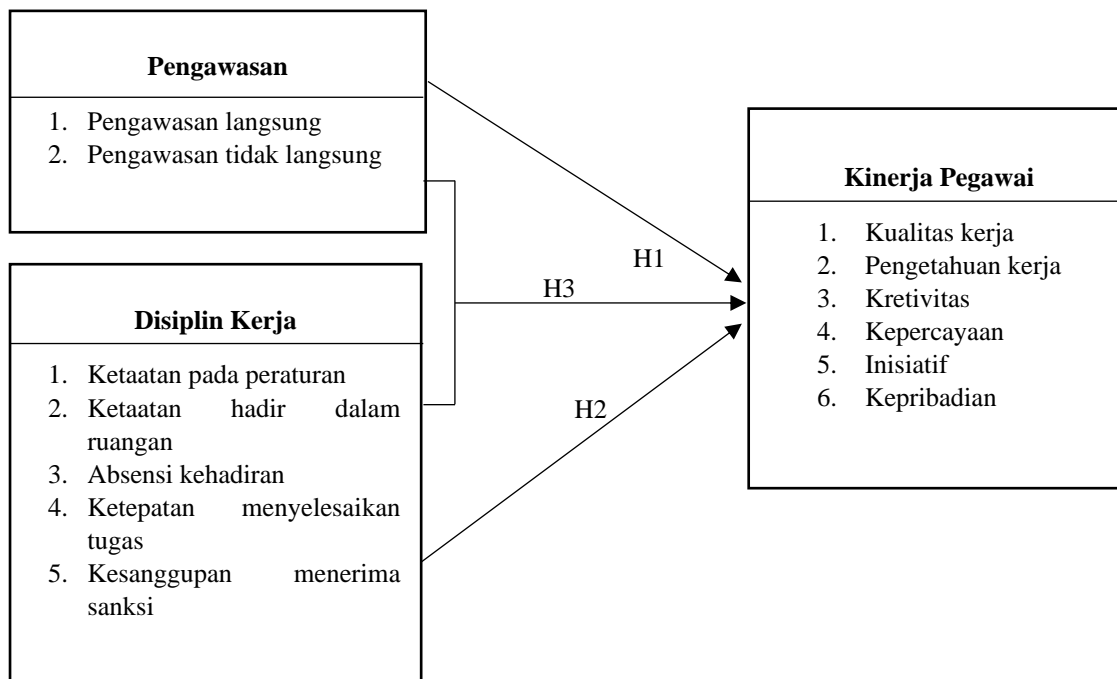 Pengawasan
1. Pengawasan langsung
2. Pengawasan tidak langsung
Disiplin Kerja
1. Ketaatan pada peraturan
2. Ketaatan hadir dalam
ruangan
3. Absensi kehadiran
4. Ketepatan menyelesaikan
tugas
5. Kesanggupan menerima
sanksi
H1
H3
H2
Kinerja Pegawai
1. Kualitas kerja
2. Pengetahuan kerja
3. Kretivitas
4. Kepercayaan
5. Inisiatif
6. Kepribadian